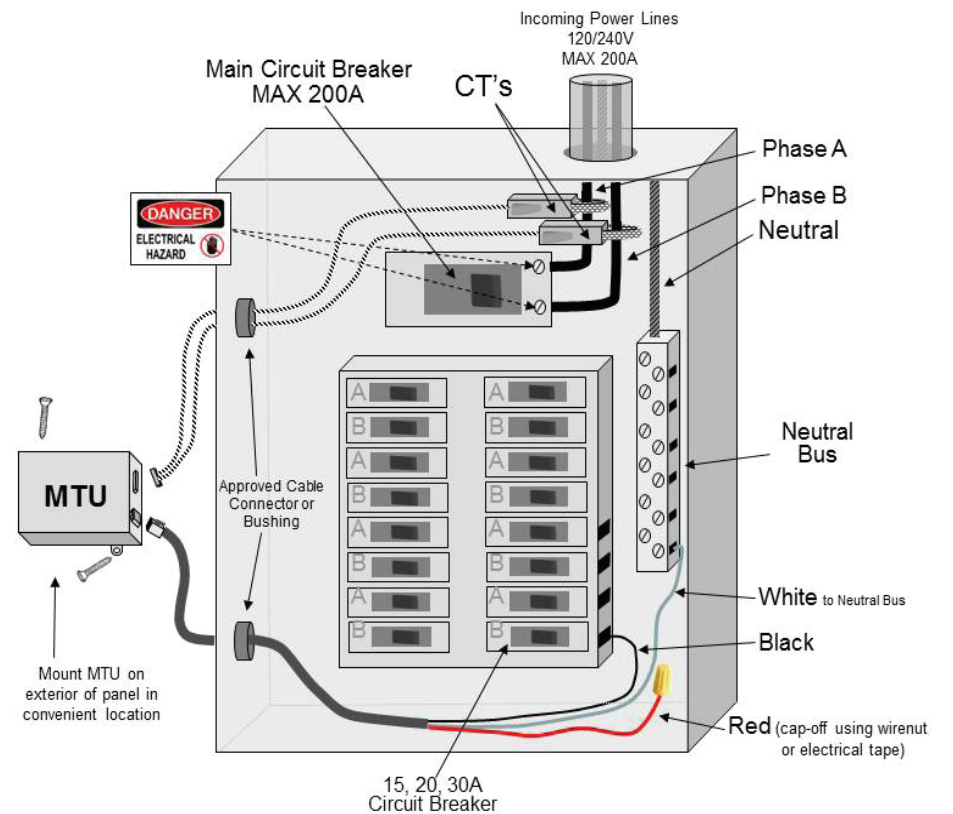 Incoming Power Lines
120/240V
MAX 200A
Main Circuit Breaker
MAX 200A
CT's
Phase A
Phase B
Neutral
DANGER
ELECTRICAL
HAZARD
A
A
B
B
A
A
B
B
A
A
B
B
A
A
B
B
Neutral
Bus
MTU
Approved Cable
Connector or
Bushing
White to Neutral Bus
Black
Mount MTU on
exterior of panel in
convenient location
Red (cap-off using wirenut
or electrical tape)
15, 20, 30A
Circuit Breaker